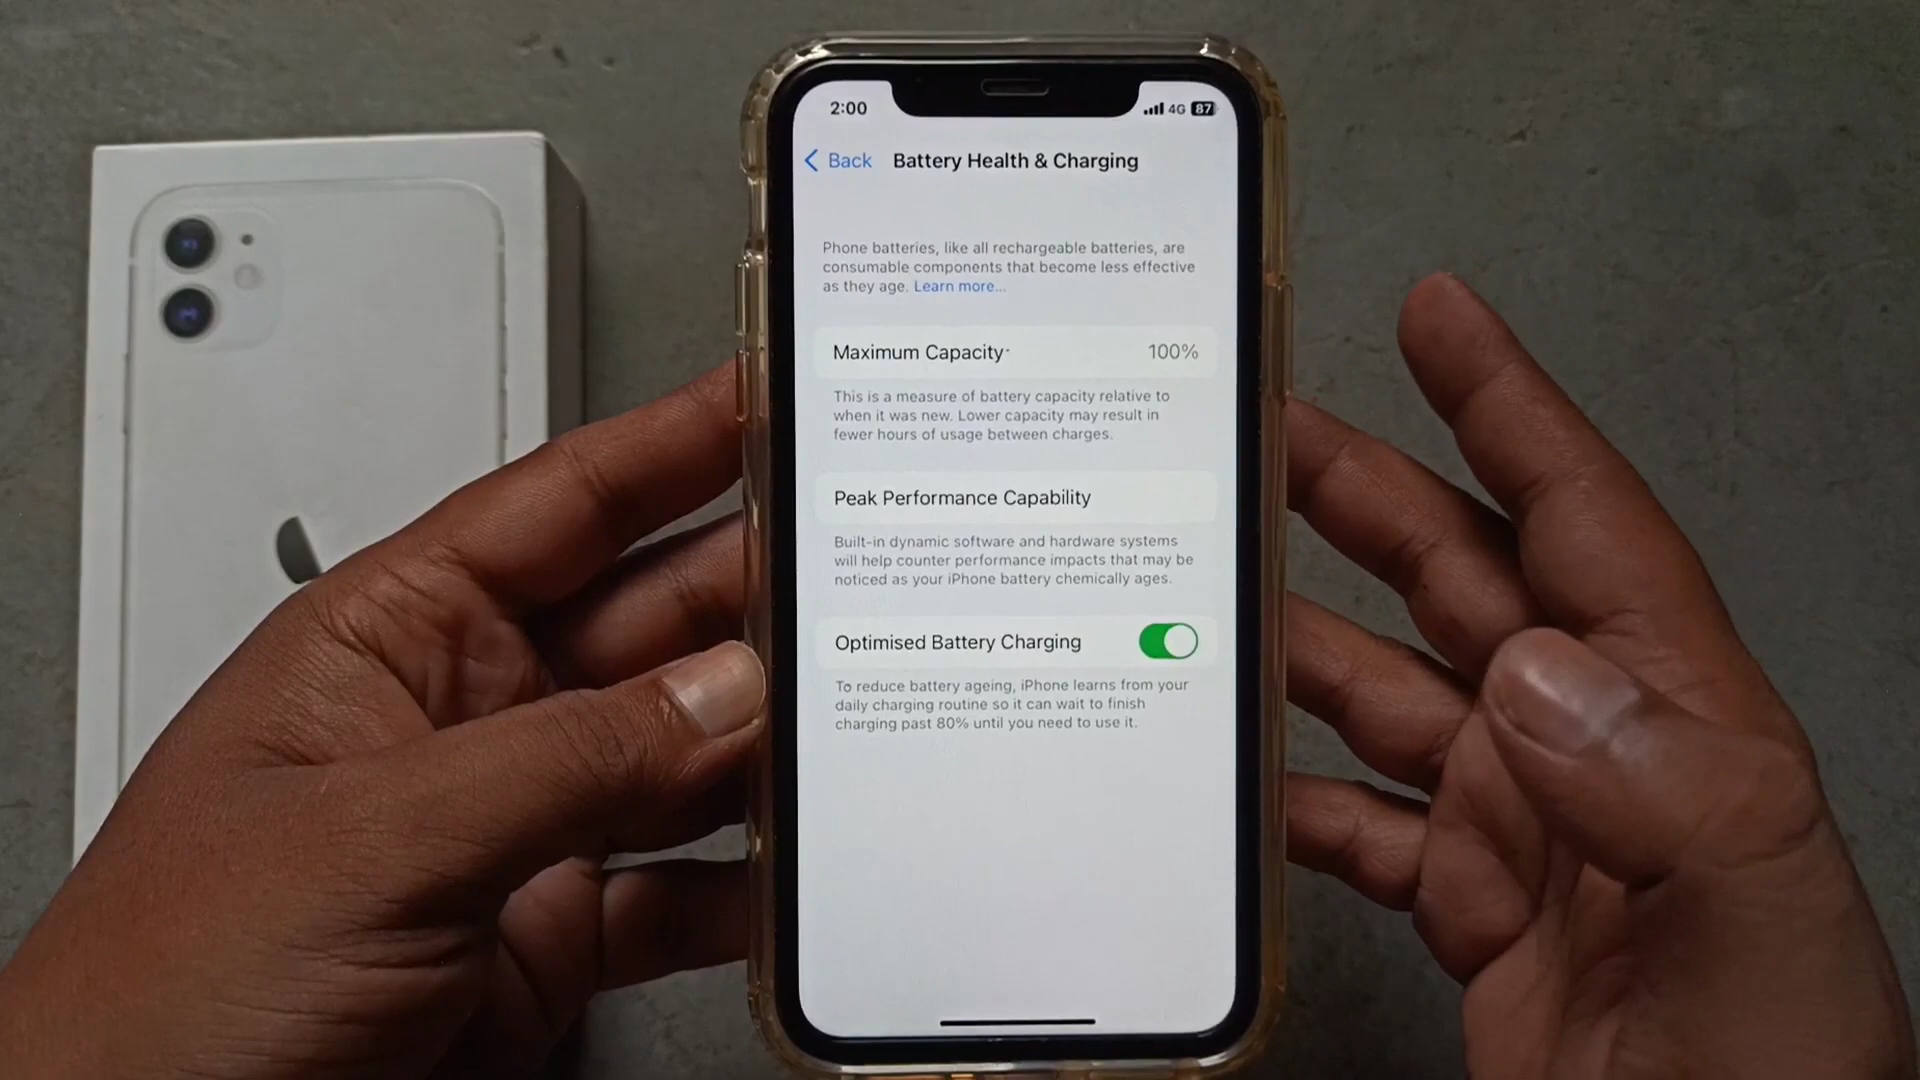 2:00
4G 87
Back
Battery Health & Charging
Phone batteries, like all rechargeable batteries, are
consumable components that become less effective
as they age. Learn more...
Maximum Capacity
100%
This is a measure of battery capacity relative to
when it was new. Lower capacity may result in
fewer hours of usage between charges.
Peak Performance Capability
Built-in dynamic software and hardware systems
will help counter performance impacts that may be
noticed as your iPhone battery chemically ages.
Optimised Battery Charging
To reduce battery ageing, iPhone learns from your
daily charging routine so it can wait to finish
charging past 80% until you need to use it.